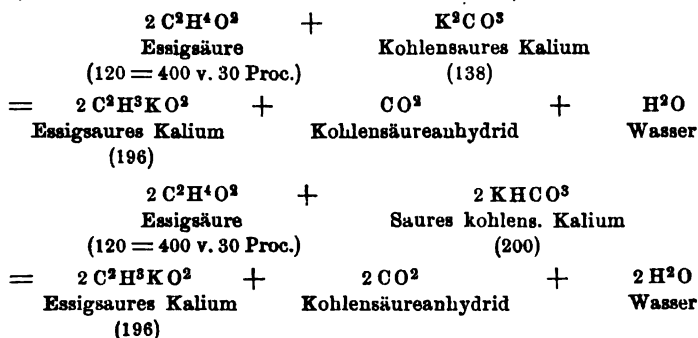 2 C²H⁴O² + K²CO³
Essigsäure Kohlensaures Kalium
(120 = 400 v. 30 Proc.) (138)
= 2 C²H³KO² + CO² + H²O
Essigsaures Kalium Kohlensäureanhydrid Wasser
(196)
2 C²H⁴O² + 2 KHCO³
Essigsäure Saures kohlens. Kalium
(120 = 400 v. 30 Proc.) (200)
= 2 C²H³KO² + 2 CO² + 2 H²O
Essigsaures Kalium Kohlensäureanhydrid Wasser
(196)